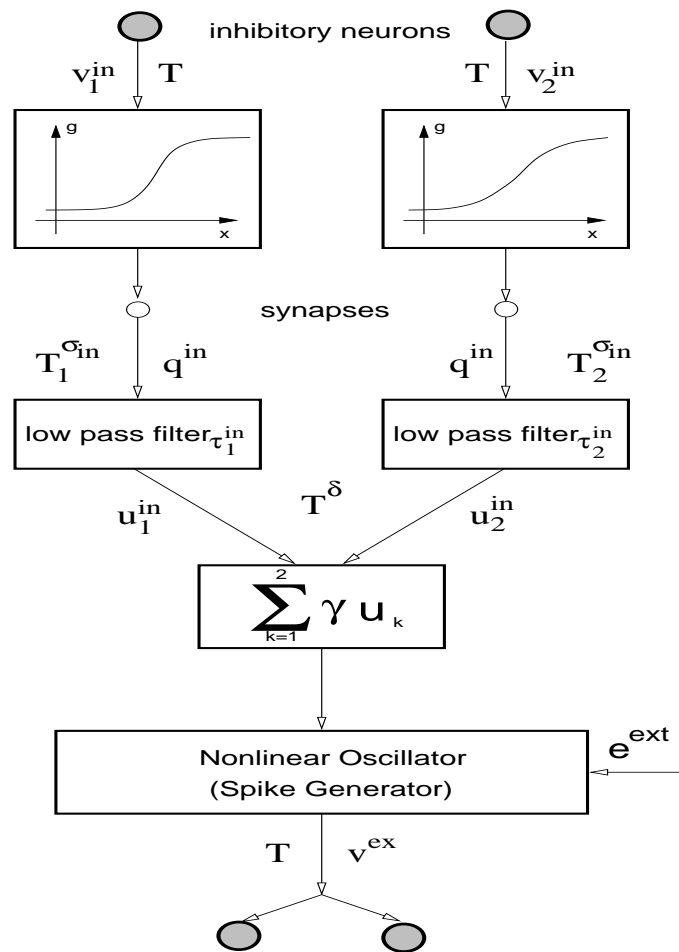 inhibitory neurons
v₁ⁱⁿ T T v₂ⁱⁿ
g g
x x
synapses
T₁^σin qⁱⁿ qⁱⁿ T₂^σin
low pass filter τ₁ⁱⁿ low pass filter τ₂ⁱⁿ
u₁ⁱⁿ T^δ u₂ⁱⁿ
2
∑ γ u k
k=1
Nonlinear Oscillator
(Spike Generator)
e^ext
T v^ex